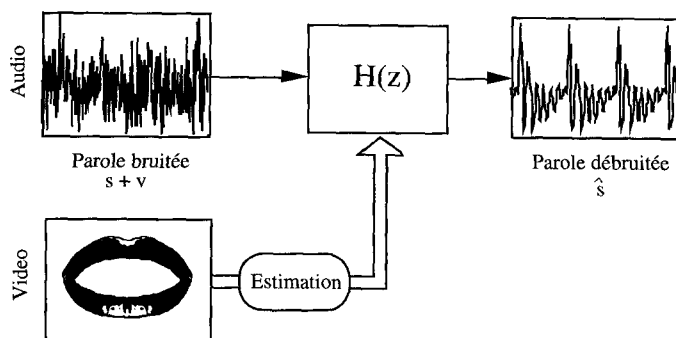 Audio
H(z)
Parole bruitée
s + v
Parole débruitée
ŝ
Video
Estimation